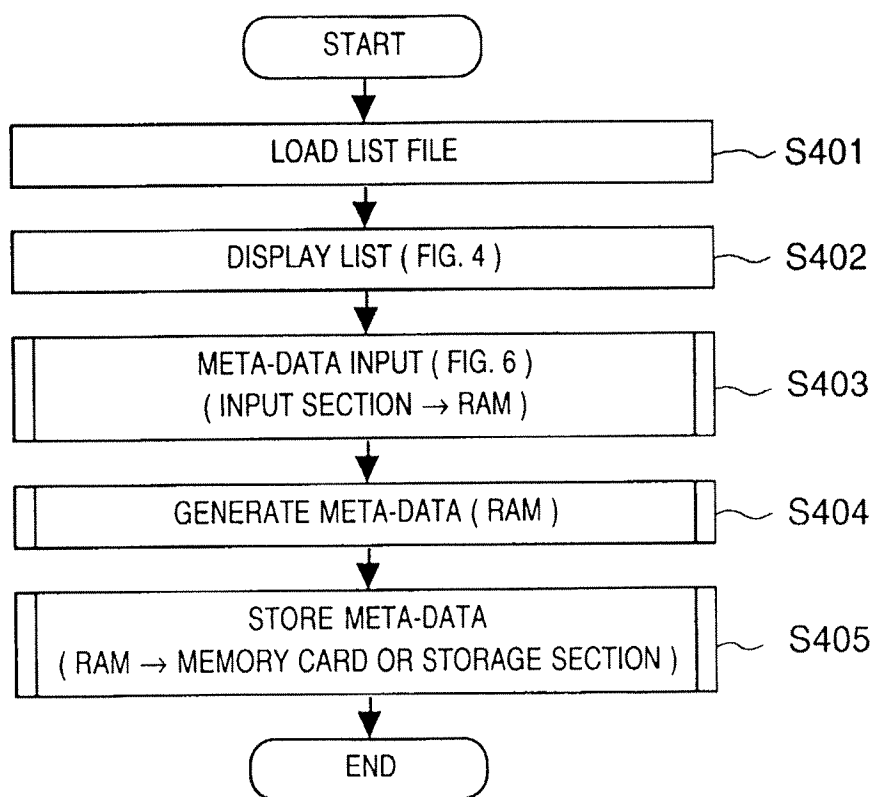 START
LOAD LIST FILE
S401
DISPLAY LIST ( FIG. 4 )
S402
META-DATA INPUT ( FIG. 6 )
( INPUT SECTION → RAM )
S403
GENERATE META-DATA ( RAM )
S404
STORE META-DATA
( RAM → MEMORY CARD OR STORAGE SECTION )
S405
END